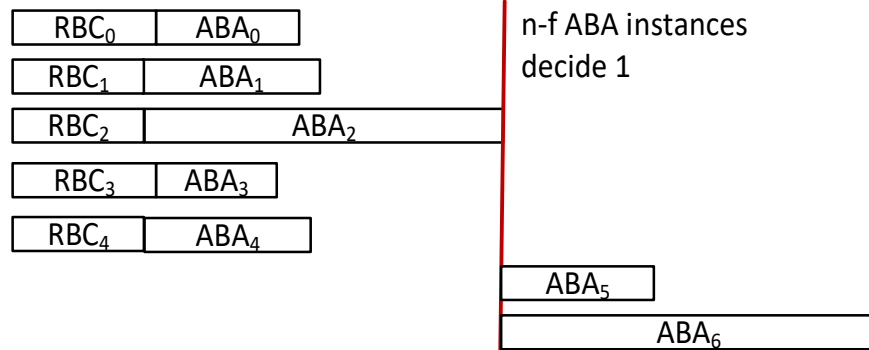 RBC₀ ABA₀
n-f ABA instances
decide 1
RBC₁ ABA₁
RBC₂ ABA₂
RBC₃ ABA₃
RBC₄ ABA₄
ABA₅
ABA₆